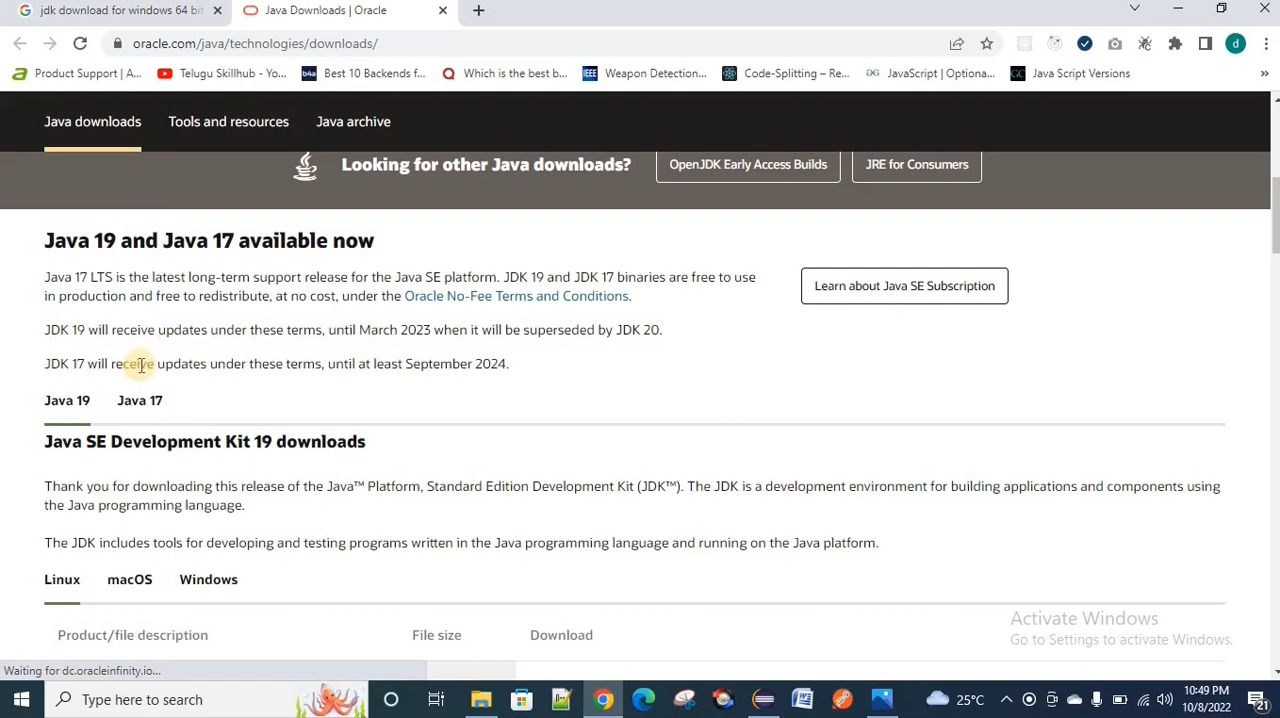 jdk download for windows 64 bit
Java Downloads | Oracle
oracle.com/java/technologies/downloads/
d
Product Support | A...
Telugu Skillhub - Yo...
b4a
Best 10 Backends f...
Which is the best b...
IEEE
Weapon Detection...
Code-Splitting – Re...
JavaScript | Optiona...
GC
Java Script Versions
»
Java downloads
Tools and resources
Java archive
Looking for other Java downloads?
OpenJDK Early Access Builds
JRE for Consumers
Java 19 and Java 17 available now
Java 17 LTS is the latest long-term support release for the Java SE platform. JDK 19 and JDK 17 binaries are free to use
in production and free to redistribute, at no cost, under the Oracle No-Fee Terms and Conditions.
Learn about Java SE Subscription
JDK 19 will receive updates under these terms, until March 2023 when it will be superseded by JDK 20.
JDK 17 will receive updates under these terms, until at least September 2024.
Java 19
Java 17
Java SE Development Kit 19 downloads
Thank you for downloading this release of the Java™ Platform, Standard Edition Development Kit (JDK™). The JDK is a development environment for building applications and components using
the Java programming language.
The JDK includes tools for developing and testing programs written in the Java programming language and running on the Java platform.
Linux
macOS
Windows
Product/file description
File size
Download
Activate Windows
Go to Settings to activate Windows.
Waiting for dc.oracleinfinity.io...
Type here to search
25°C
10:49 PM
10/8/2022
21